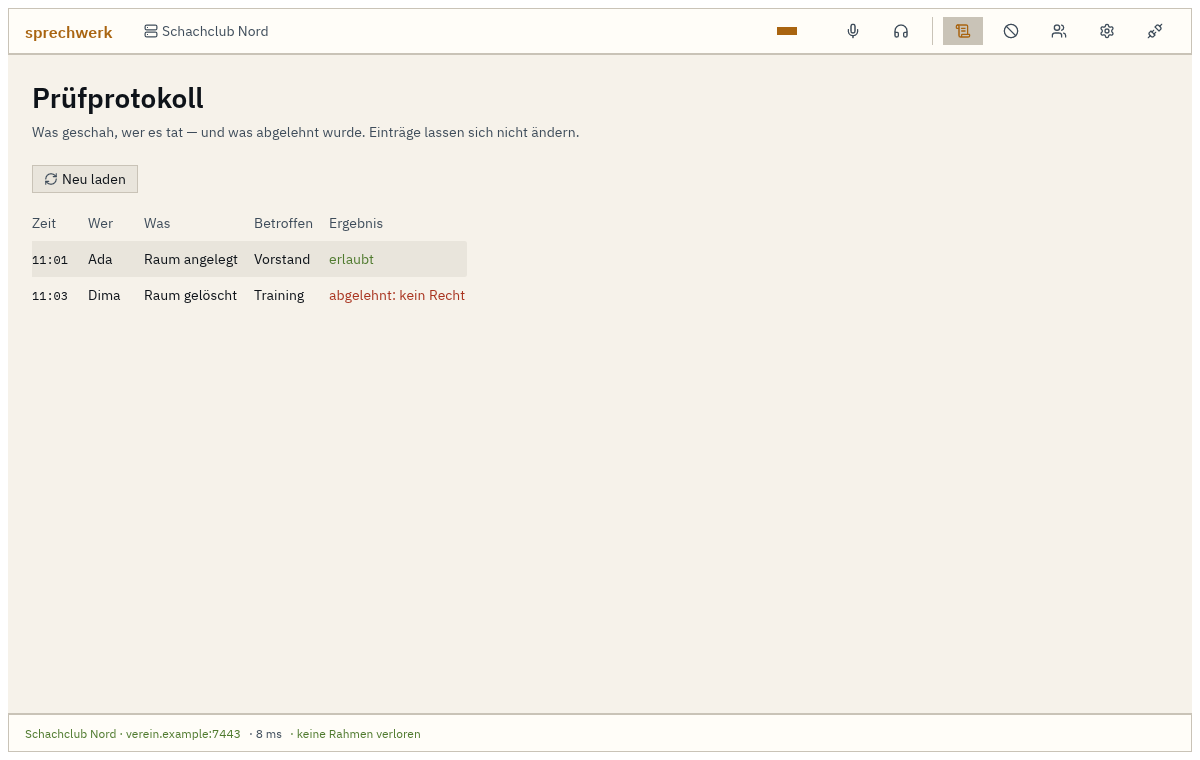 sprechwerk Schachclub Nord
Prüfprotokoll
Was geschah, wer es tat — und was abgelehnt wurde. Einträge lassen sich nicht ändern.
Neu laden
Zeit Wer Was Betroffen Ergebnis
11:01 Ada Raum angelegt Vorstand erlaubt
11:03 Dima Raum gelöscht Training abgelehnt: kein Recht
Schachclub Nord · verein.example:7443 · 8 ms · keine Rahmen verloren